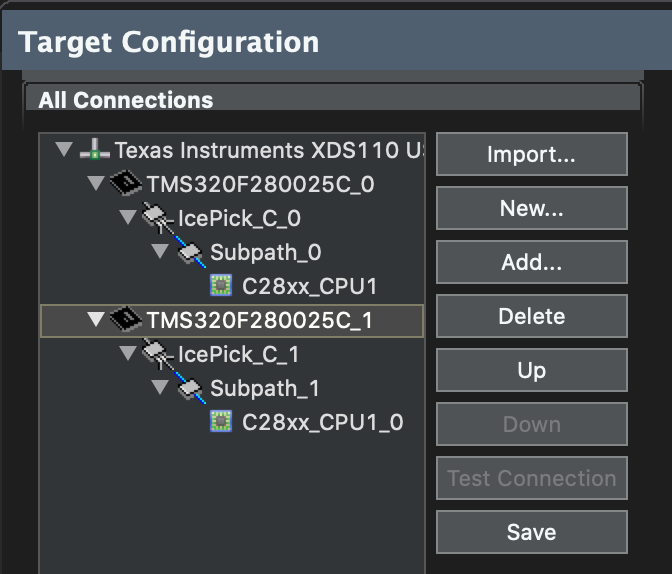 Target Configuration
All Connections
Texas Instruments XDS110 U
TMS320F280025C_0
IcePick_C_0
Subpath_0
C28xx_CPU1
TMS320F280025C_1
IcePick_C_1
Subpath_1
C28xx_CPU1_0
Import...
New...
Add...
Delete
Up
Down
Test Connection
Save